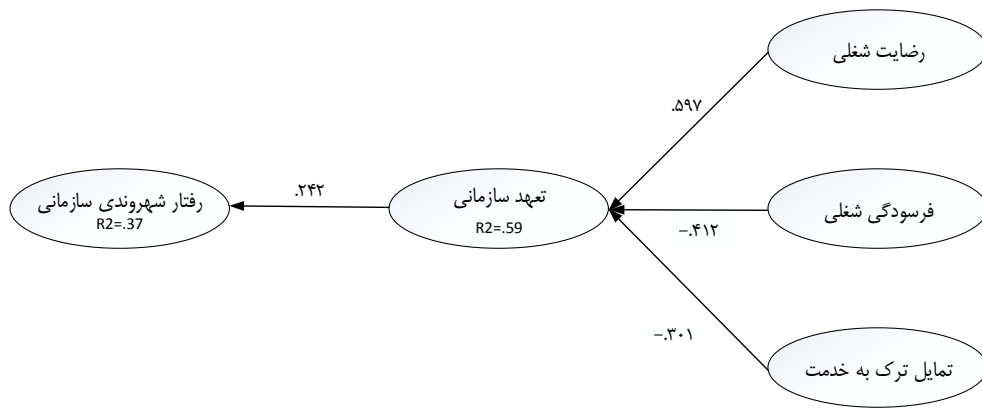 رضایت شغلی
.۵۹۷
رفتار شهروندی سازمانی
R2=.37
.۲۴۲
تعهد سازمانی
R2=.59
فرسودگی شغلی
-.۴۱۲
-.۳۰۱
تمایل ترک به خدمت